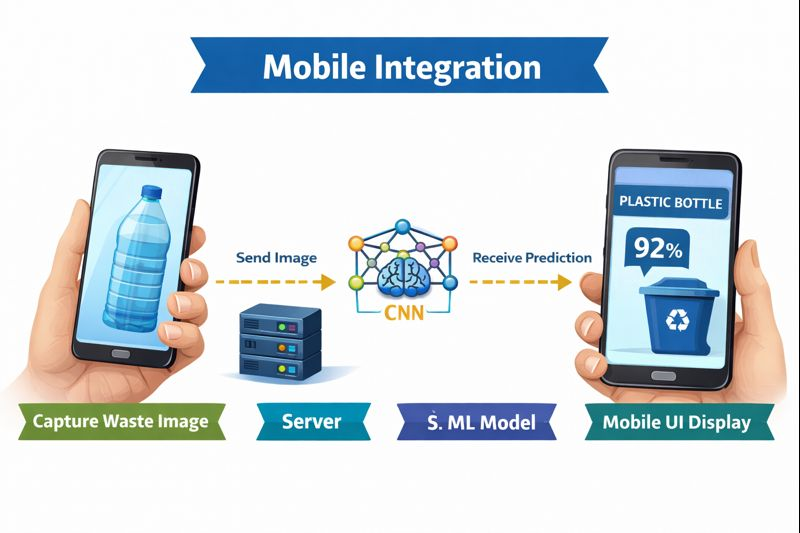 Mobile Integration
PLASTIC BOTTLE
92%
Send Image
Receive Prediction
CNN
Capture Waste Image
Server
Ṡ. ML Model
Mobile UI Display